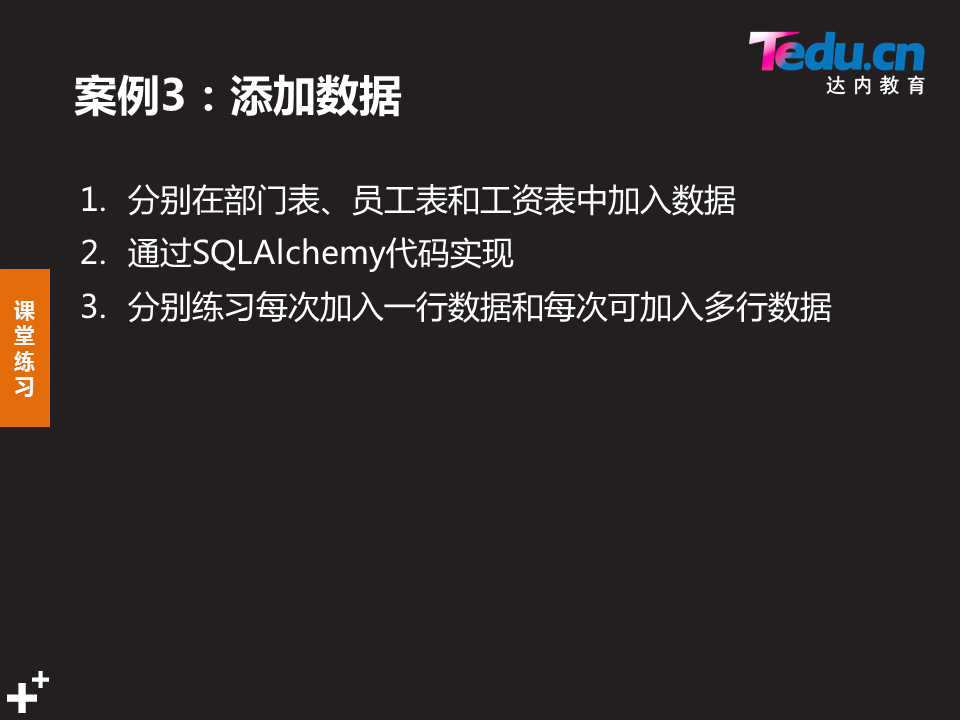 Tedu.cn
达内教育
案例3：添加数据
1. 分别在部门表、员工表和工资表中加入数据
2. 通过SQLAlchemy代码实现
3. 分别练习每次加入一行数据和每次可加入多行数据
课堂练习